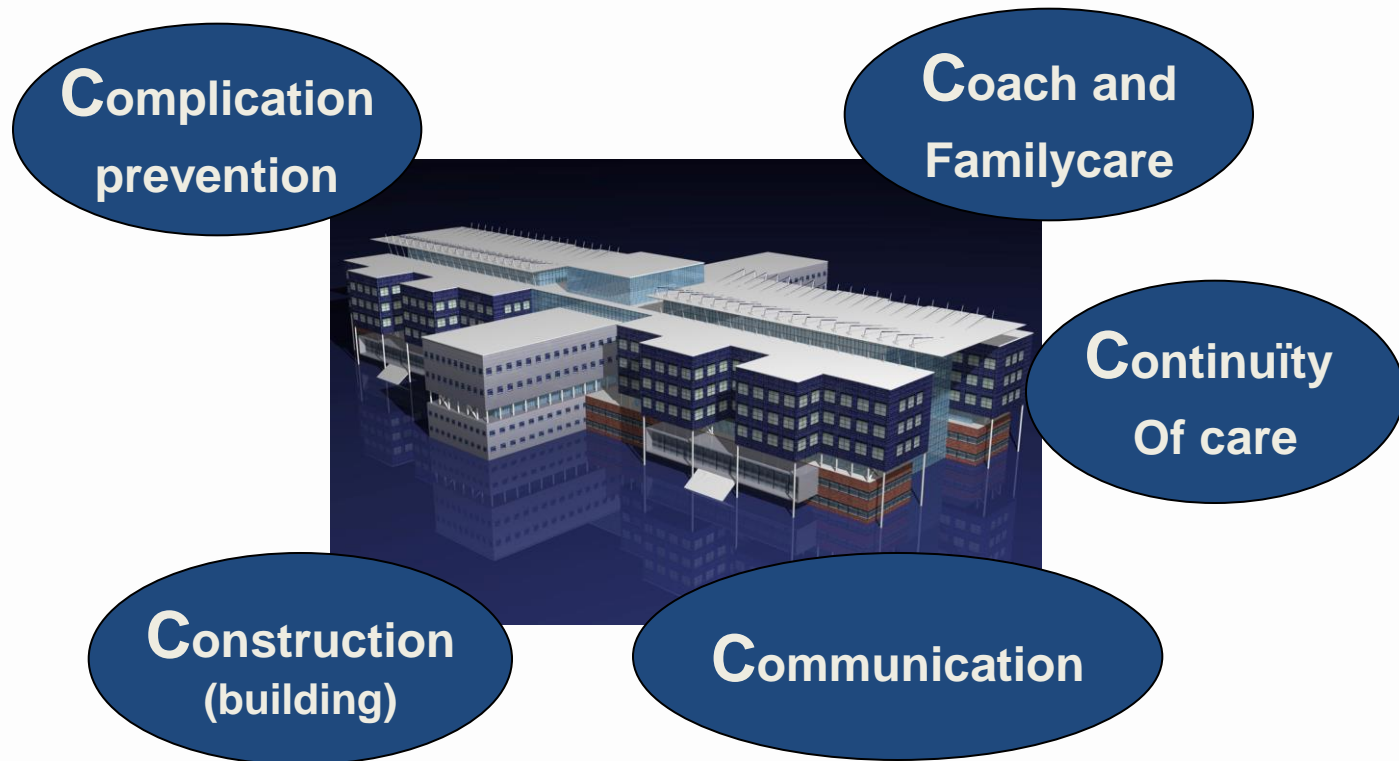 Complication
prevention
Coach and
Familycare
Continuïty
Of care
Construction
(building)
Communication